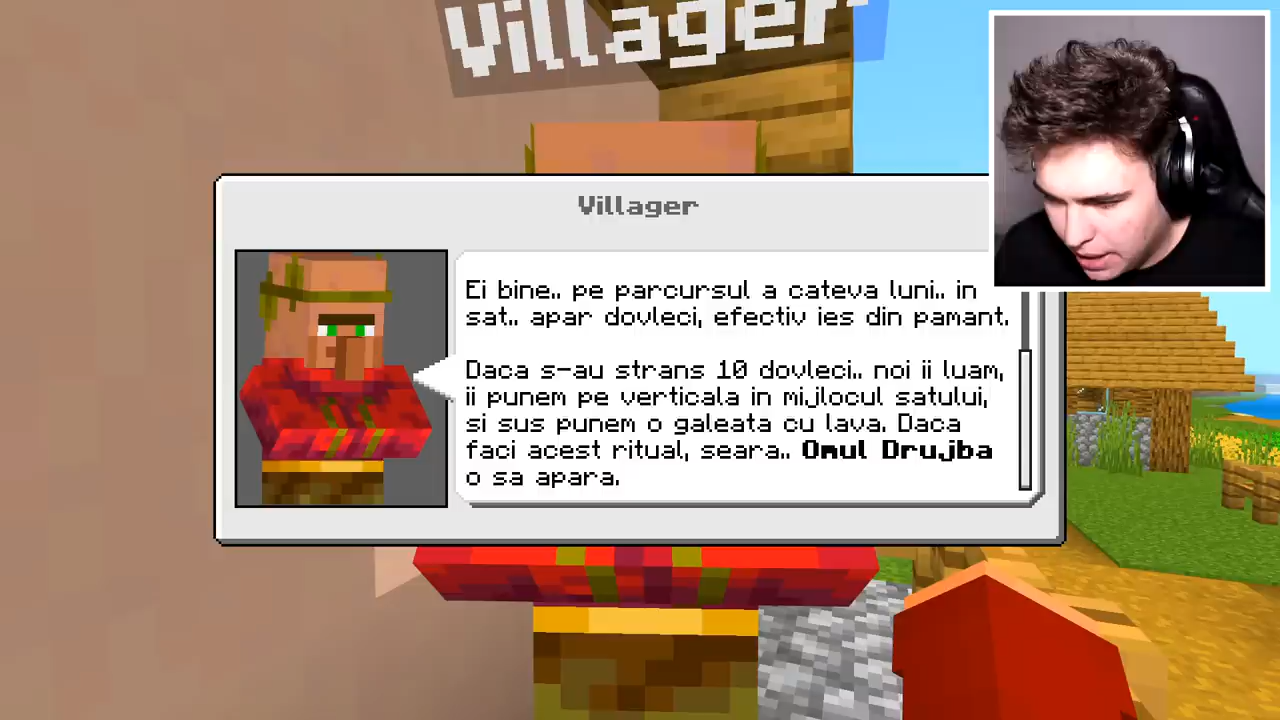 Villager
Villager
Ei bine.. pe parcursul a cateva luni.. in
sat.. apar dovleci, efectiv ies din pamant.
Daca s-au strans 10 dovleci.. noi ii luam,
ii punem pe verticala in mijlocul satului,
si sus punem o galeata cu lava. Daca
faci acest ritual, seara.. Omul Drujba
o sa apara.